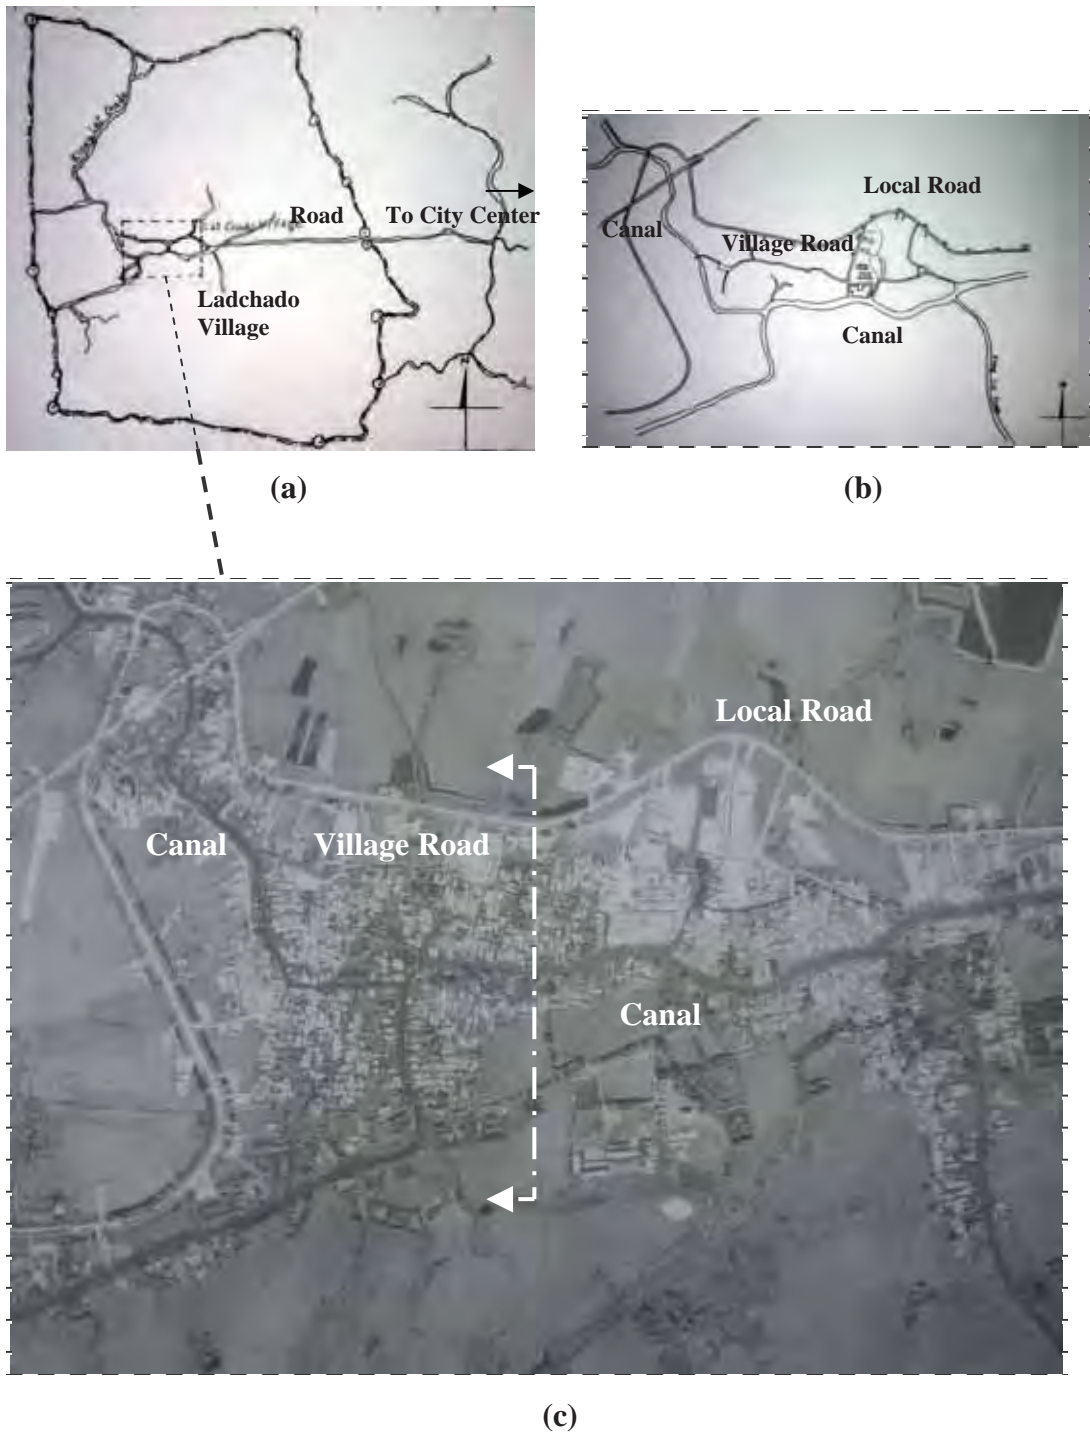 Road
To City Center
Ladchado
Village
N
(a)
Local Road
Canal
Village Road
Canal
(b)
Local Road
Canal
Village Road
Canal
(c)